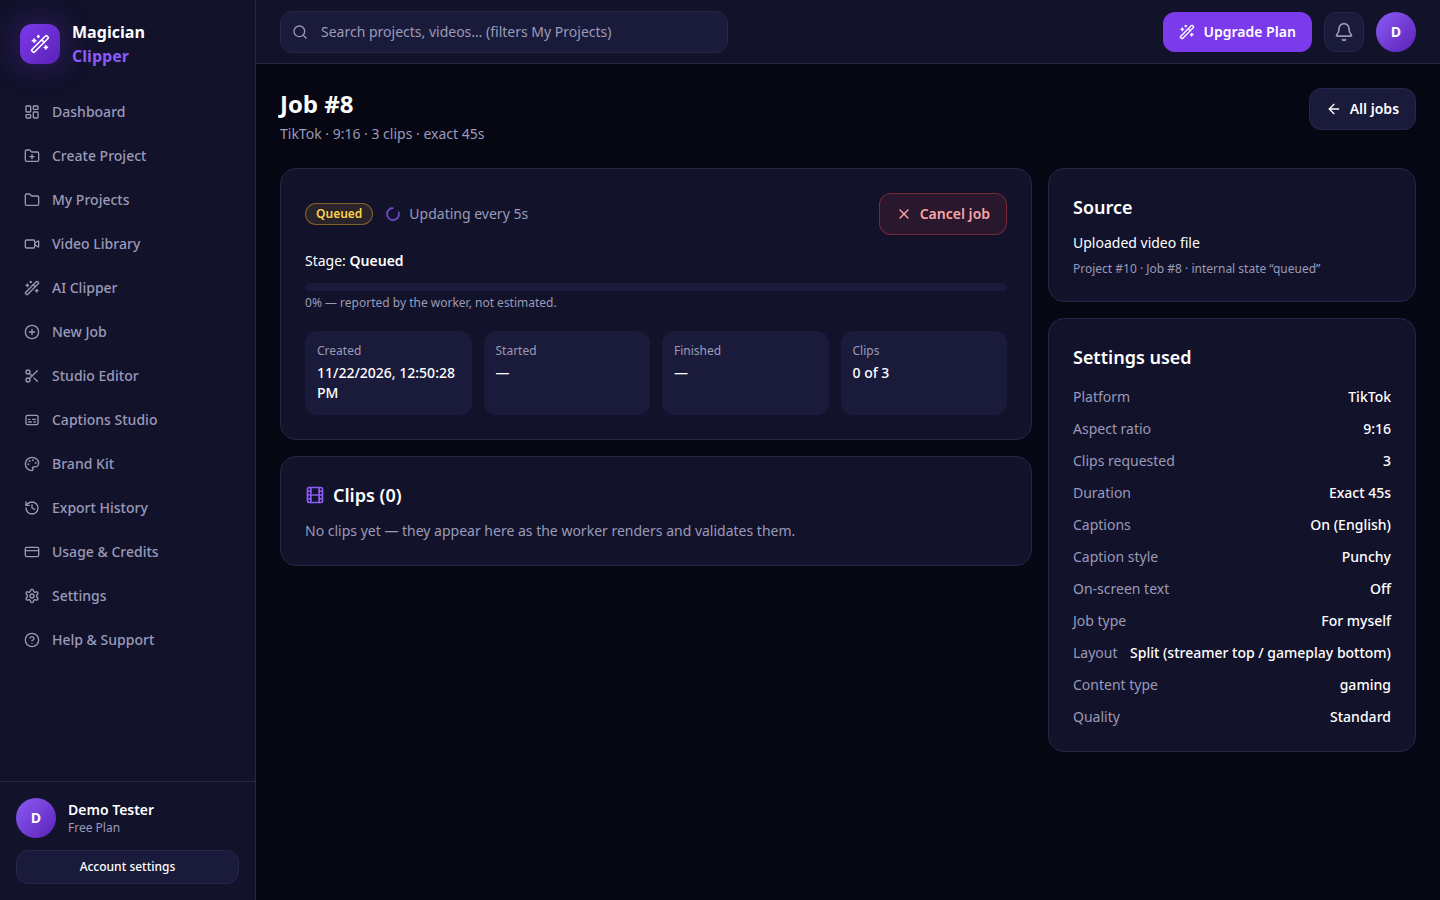 Magician
Clipper
Dashboard
Create Project
My Projects
Video Library
AI Clipper
New Job
Studio Editor
Captions Studio
Brand Kit
Export History
Usage & Credits
Settings
Help & Support
D
Demo Tester
Free Plan
Account settings
Search projects, videos... (filters My Projects)
Upgrade Plan
D
Job #8
TikTok · 9:16 · 3 clips · exact 45s
All jobs
Queued
Updating every 5s
Cancel job
Stage: Queued
0% — reported by the worker, not estimated.
Created
11/22/2026, 12:50:28
PM
Started
—
Finished
—
Clips
0 of 3
Clips (0)
No clips yet — they appear here as the worker renders and validates them.
Source
Uploaded video file
Project #10 · Job #8 · internal state “queued”
Settings used
Platform TikTok
Aspect ratio 9:16
Clips requested 3
Duration Exact 45s
Captions On (English)
Caption style Punchy
On-screen text Off
Job type For myself
Layout Split (streamer top / gameplay bottom)
Content type gaming
Quality Standard